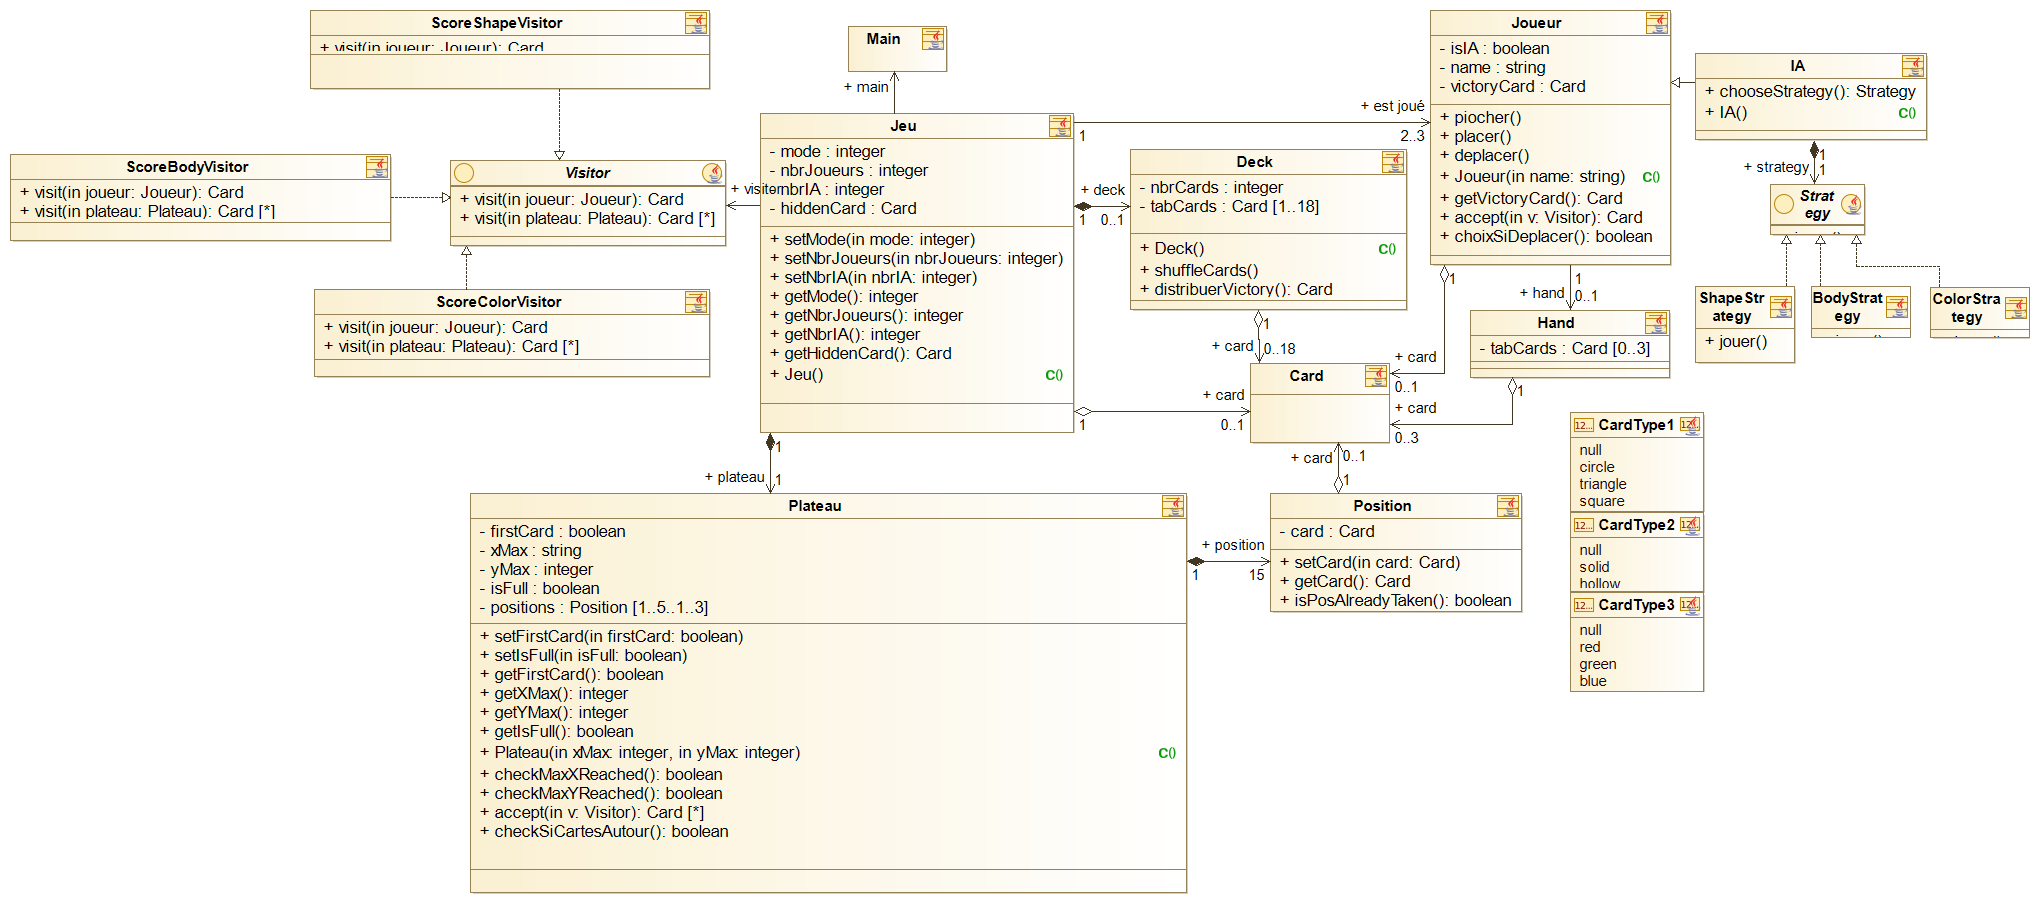 ScoreShapeVisitor
+ visit(in joueur: Joueur): Card
ScoreBodyVisitor
+ visit(in joueur: Joueur): Card
+ visit(in plateau: Plateau): Card [*]
Visitor
+ visit(in joueur: Joueur): Card
+ visit(in plateau: Plateau): Card [*]
ScoreColorVisitor
+ visit(in joueur: Joueur): Card
+ visit(in plateau: Plateau): Card [*]
Main
+ main
Jeu
- mode : integer
- nbrJoueurs : integer
- nbrIA : integer
- hiddenCard : Card
+ setMode(in mode: integer)
+ setNbrJoueurs(in nbrJoueurs: integer)
+ setNbrIA(in nbrIA: integer)
+ getMode(): integer
+ getNbrJoueurs(): integer
+ getNbrIA(): integer
+ getHiddenCard(): Card
+ Jeu() C()
+ est joué
1
2..3
+ deck
1
0..1
Deck
- nbrCards : integer
- tabCards : Card [1..18]
+ Deck() C()
+ shuffleCards()
+ distribuerVictory(): Card
Joueur
- isIA : boolean
- name : string
- victoryCard : Card
+ piocher()
+ placer()
+ deplacer()
+ Joueur(in name: string) C()
+ getVictoryCard(): Card
+ accept(in v: Visitor): Card
+ choixSiDeplacer(): boolean
IA
+ chooseStrategy(): Strategy
+ IA() C()
+ strategy
1
1
Strat
egy
ShapeStr
ategy
+ jouer()
BodyStrat
egy
ColorStra
tegy
1
+ hand
0..1
Hand
- tabCards : Card [0..3]
1
+ card
0..18
1
+ card
0..1
1
+ card
0..3
Card
+ card
1
0..1
+ card
0..1
1
1
+ plateau
1
Plateau
- firstCard : boolean
- xMax : string
- yMax : integer
- isFull : boolean
- positions : Position [1..5..1..3]
+ setFirstCard(in firstCard: boolean)
+ setIsFull(in isFull: boolean)
+ getFirstCard(): boolean
+ getXMax(): integer
+ getYMax(): integer
+ getIsFull(): boolean
+ Plateau(in xMax: integer, in yMax: integer) C()
+ checkMaxXReached(): boolean
+ checkMaxYReached(): boolean
+ accept(in v: Visitor): Card [*]
+ checkSiCartesAutour(): boolean
+ position
1
15
Position
- card : Card
+ setCard(in card: Card)
+ getCard(): Card
+ isPosAlreadyTaken(): boolean
CardType1
null
circle
triangle
square
CardType2
null
solid
hollow
CardType3
null
red
green
blue